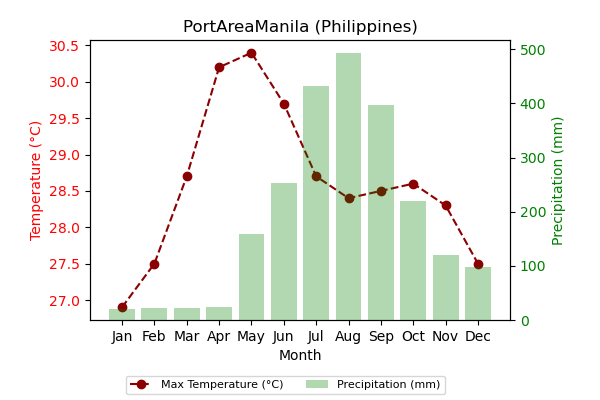 PortAreaManila (Philippines)
Temperature (°C)
30.5
30.0
29.5
29.0
28.5
28.0
27.5
27.0
500
400
300
200
100
0
Precipitation (mm)
Jan Feb Mar Apr May Jun Jul Aug Sep Oct Nov Dec
Month
Max Temperature (°C) Precipitation (mm)